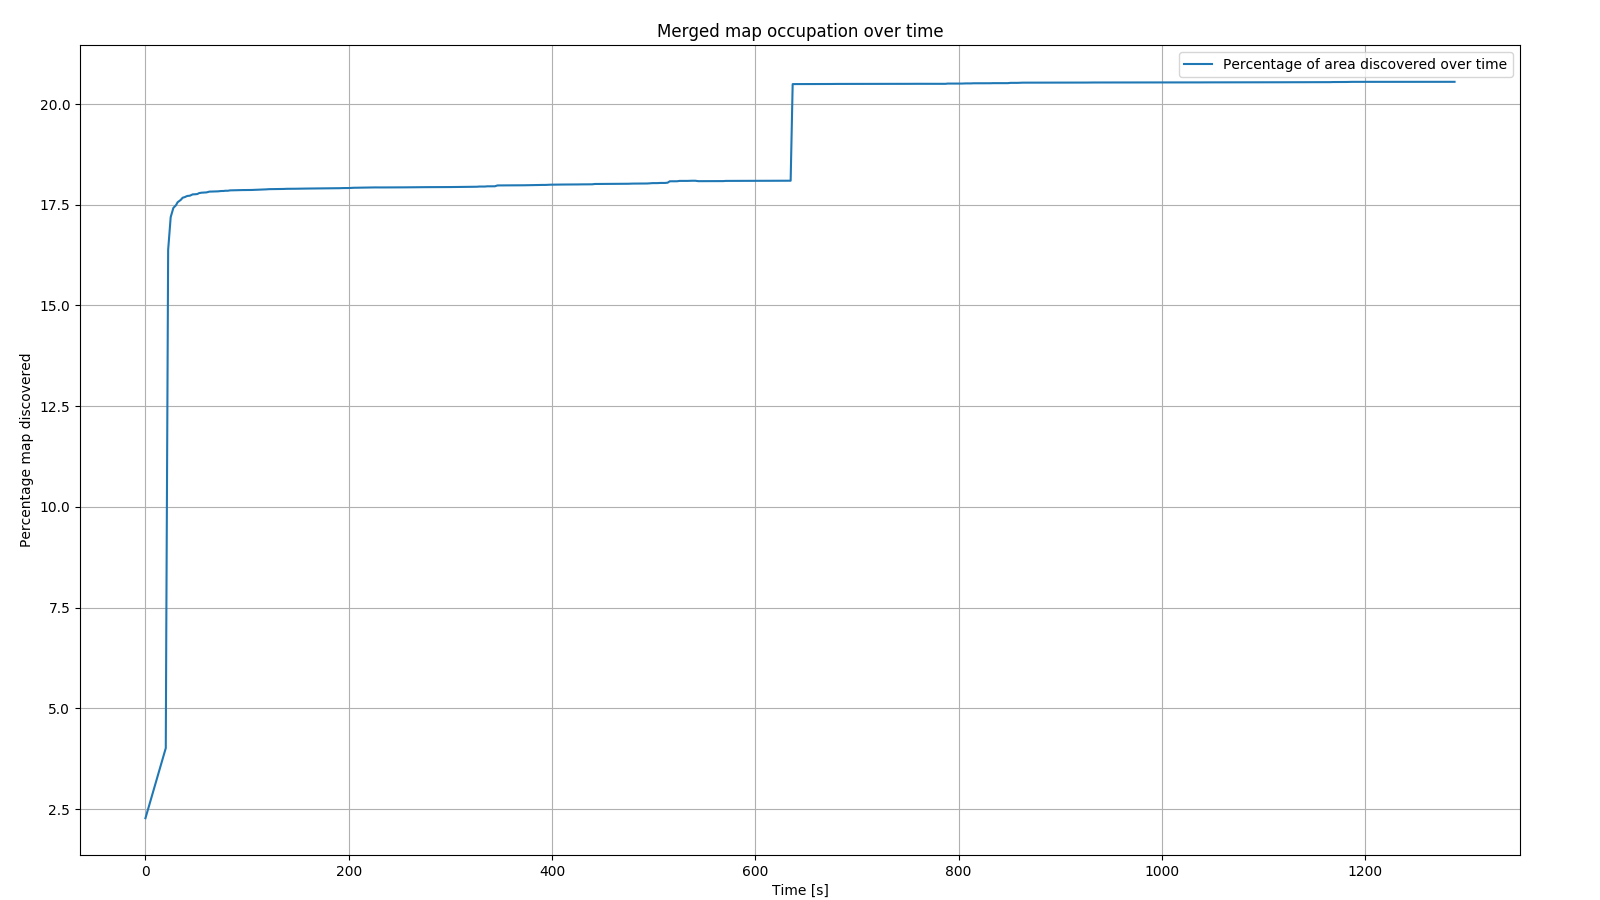 Merged map occupation over time
Percentage of area discovered over time
Percentage map discovered
20.0
17.5
15.0
12.5
10.0
7.5
5.0
2.5
0 200 400 600 800 1000 1200
Time [s]